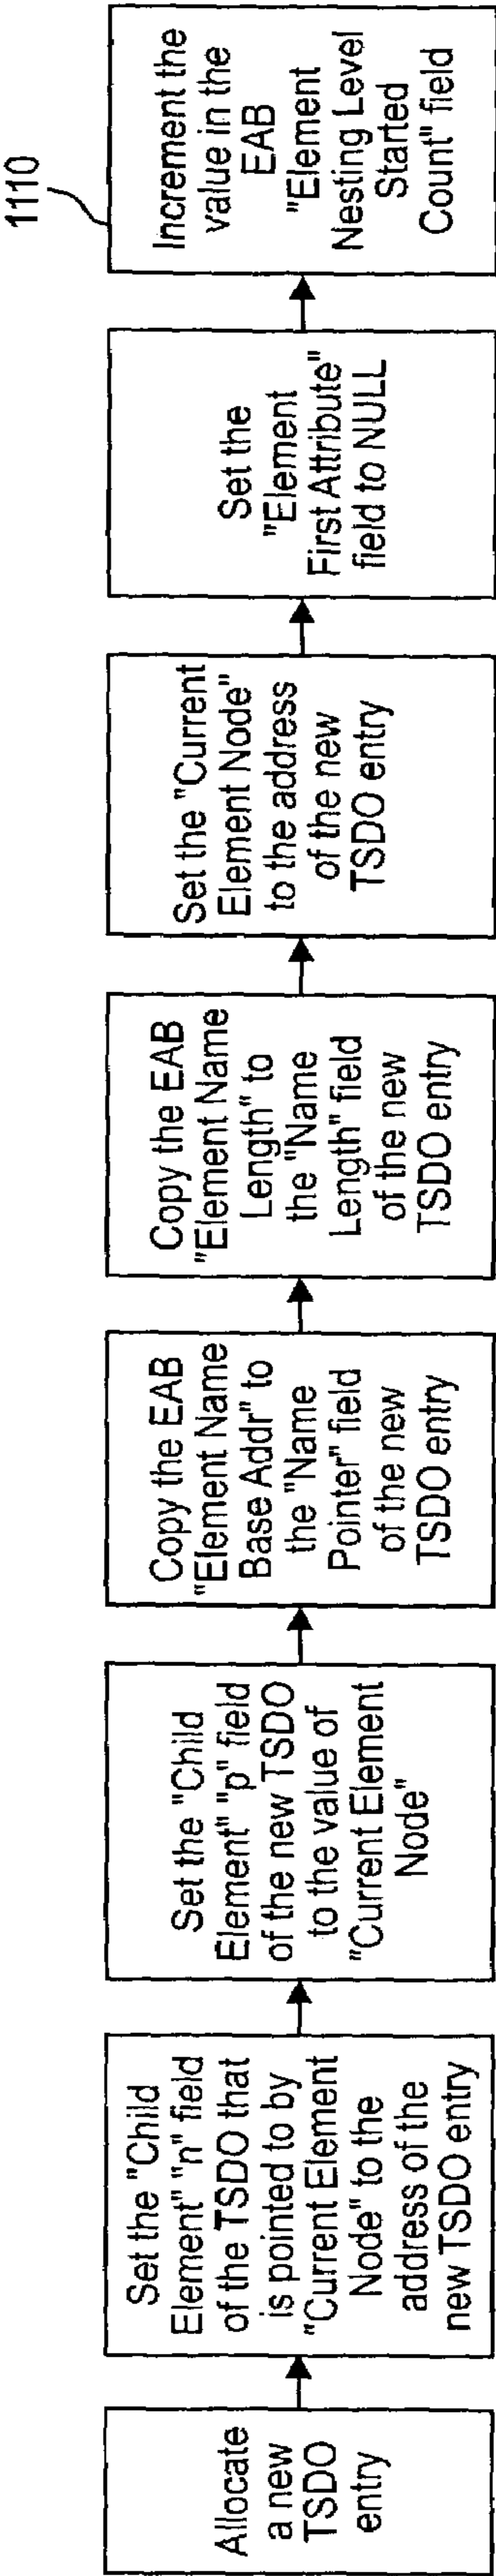 Allocate
a new
TSDO
entry
Set the "Child
Element" "n" field
of the TSDO that
is pointed to by
"Current Element
Node" to the
address of the
new TSDO entry
Set the "Child
Element" "p" field
of the new TSDO
to the value of
"Current Element
Node"
Copy the EAB
"Element Name
Base Addr" to
the "Name
Pointer" field
of the new
TSDO entry
Copy the EAB
"Element Name
Length" to
the "Name
Length" field
of the new
TSDO entry
Set the "Current
Element Node"
to the address
of the new
TSDO entry
Set the
"Element
First Attribute"
field to NULL
1110
Increment the
value in the
EAB
"Element
Nesting Level
Started
Count" field